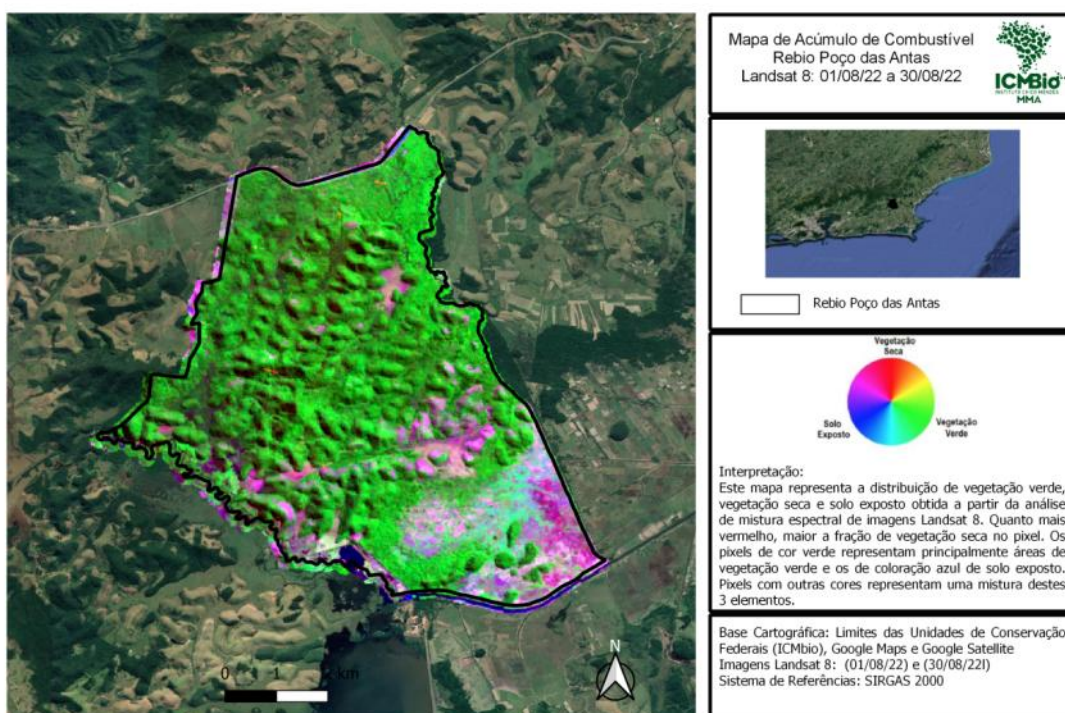 Mapa de Acúmulo de Combustível
Rebio Poço das Antas
Landsat 8: 01/08/22 a 30/08/22
ICMBio
INSTITUTO CHICO MENDES
MMA
Rebio Poço das Antas
Vegetação
Seca
Solo
Exposto
Vegetação
Verde
Interpretação:
Este mapa representa a distribuição de vegetação verde,
vegetação seca e solo exposto obtida a partir da análise
de mistura espectral de imagens Landsat 8. Quanto mais
vermelho, maior a fração de vegetação seca no pixel. Os
pixels de cor verde representam principalmente áreas de
vegetação verde e os de coloração azul de solo exposto.
Pixels com outras cores representam uma mistura destes
3 elementos.
Base Cartográfica: Limites das Unidades de Conservação
Federais (ICMbio), Google Maps e Google Satellite
Imagens Landsat 8: (01/08/22) e (30/08/22l)
Sistema de Referências: SIRGAS 2000
N
0 1 2 km